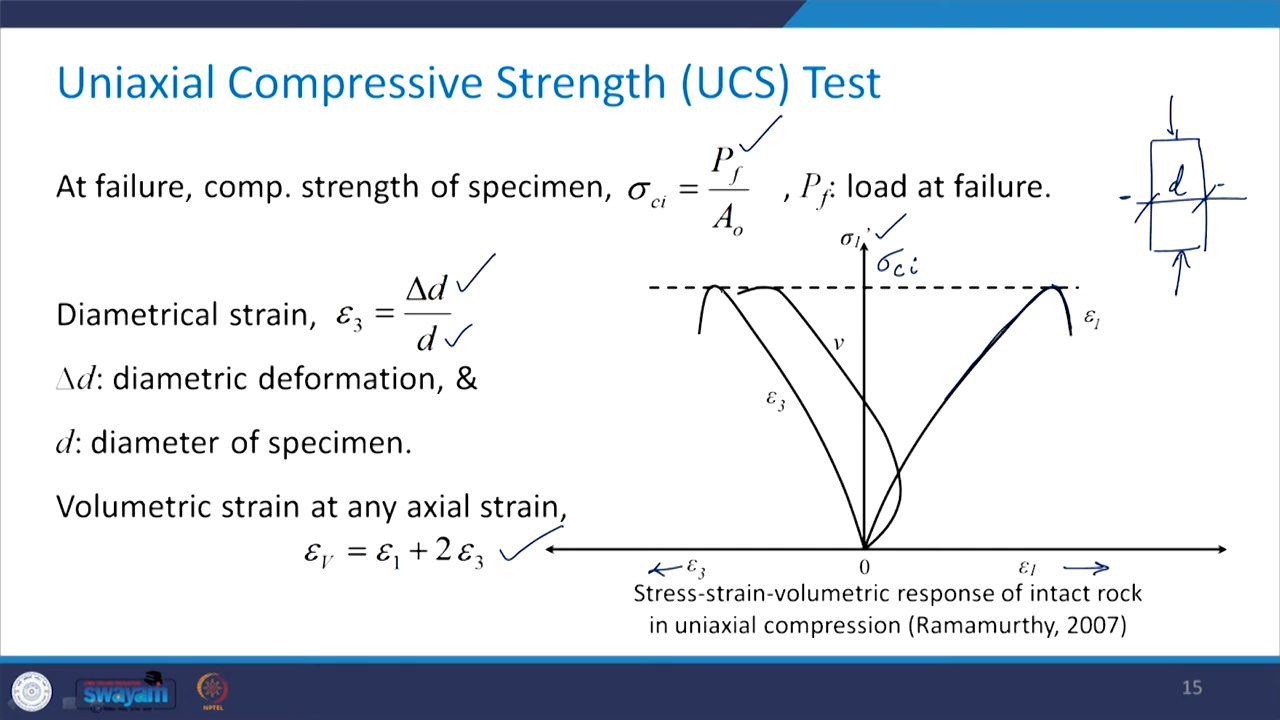 Uniaxial Compressive Strength (UCS) Test
At failure, comp. strength of specimen, σci = Pf / Ao , Pf: load at failure.
d
σ1'
σci
Diametrical strain, ε3 = Δd / d
ε1
v
Δd: diametric deformation, &
ε3
d: diameter of specimen.
Volumetric strain at any axial strain,
εV = ε1 + 2 ε3
← ε3 0 ε1 →
Stress-strain-volumetric response of intact rock
in uniaxial compression (Ramamurthy, 2007)
swayam NPTEL 15